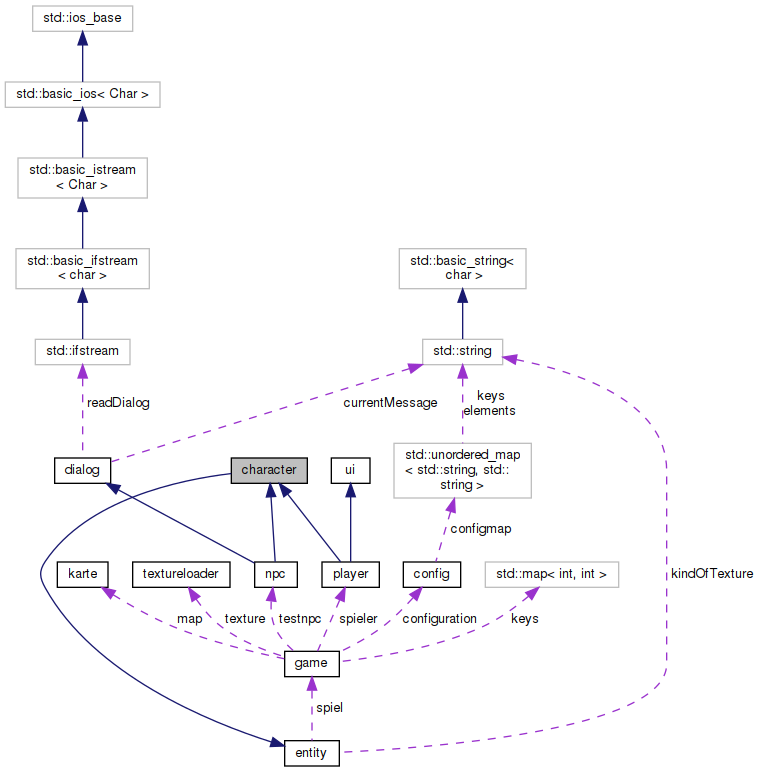 std::ios_base
std::basic_ios< Char >
std::basic_istream
< Char >
std::basic_ifstream
< char >
std::basic_string<
char >
std::ifstream
std::string
readDialog
currentMessage
keys
elements
dialog
character
ui
std::unordered_map
< std::string, std::
string >
configmap
karte
textureloader
npc
player
config
std::map< int, int >
kindOfTexture
map
texture
testnpc
spieler
configuration
keys
game
spiel
entity